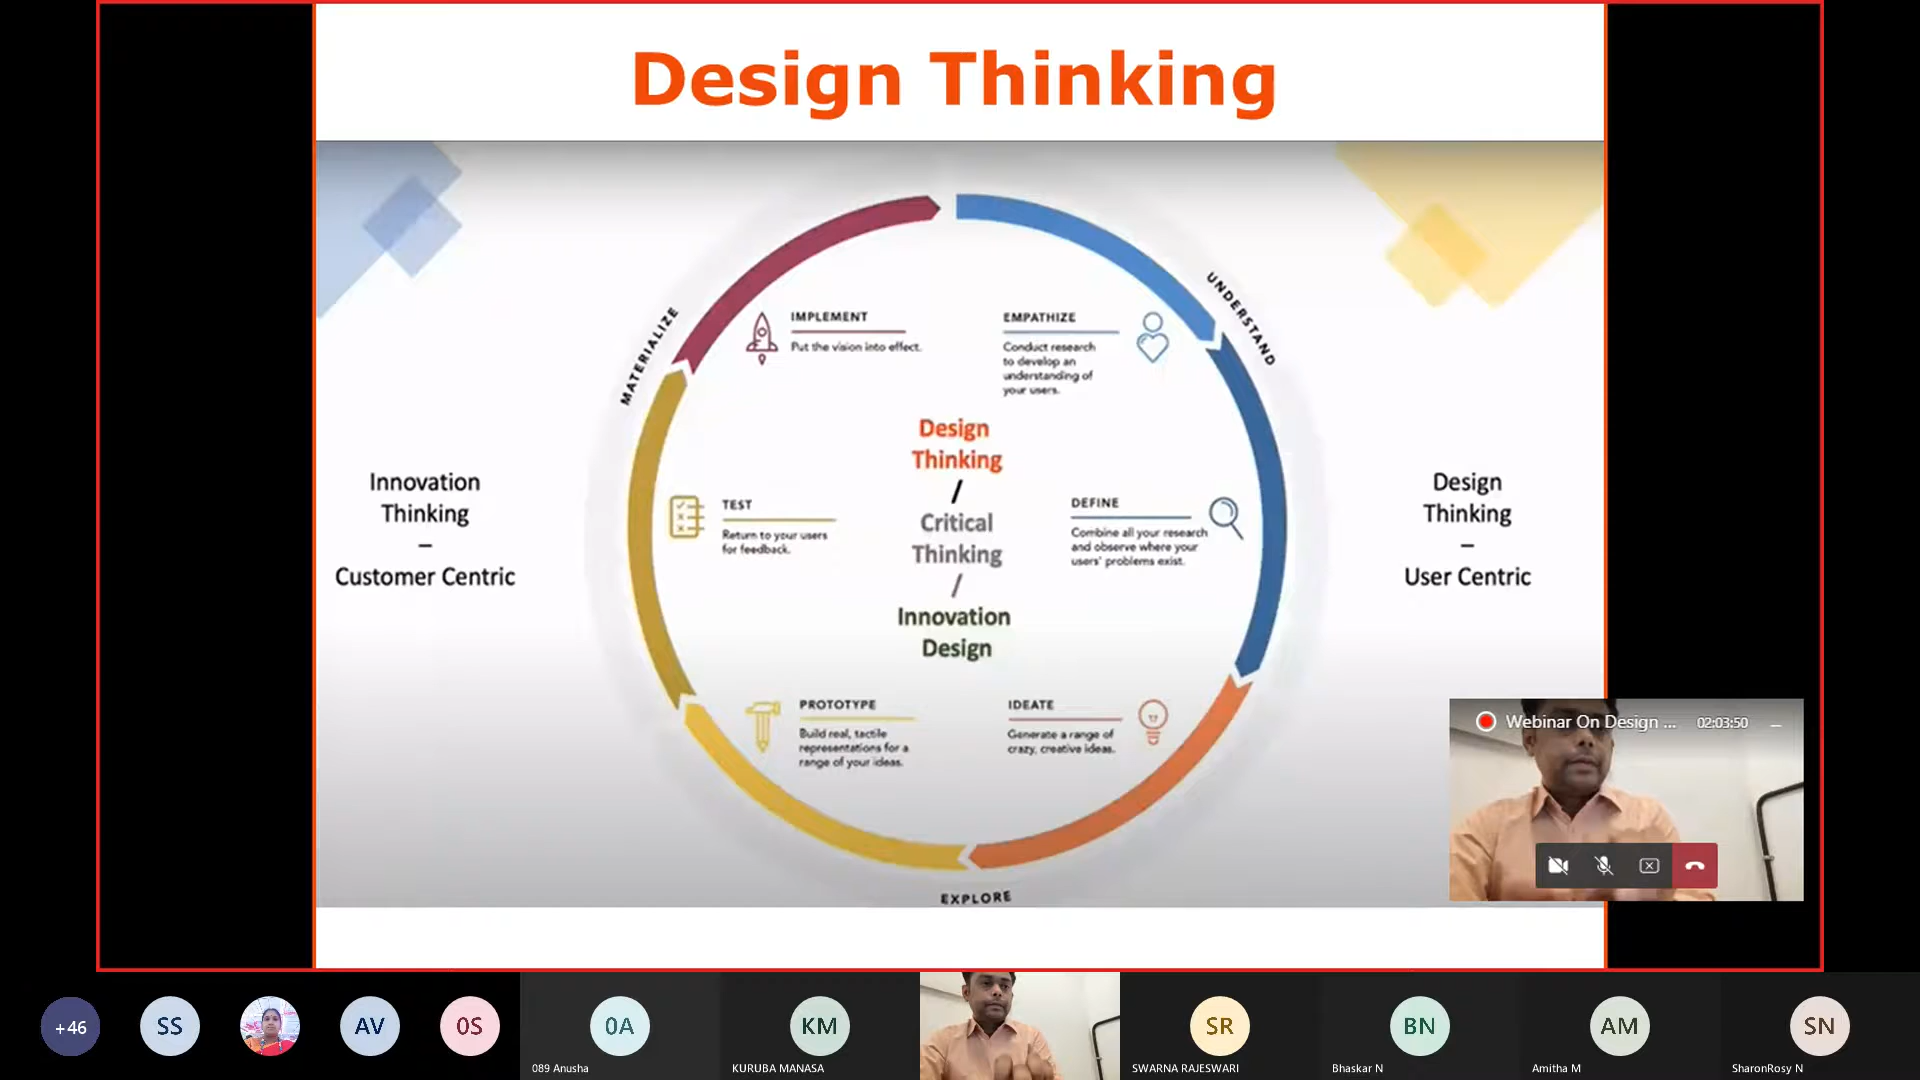 Design Thinking
UNDERSTAND
MATERIALIZE
IMPLEMENT
Put the vision into effect.
EMPATHIZE
Conduct research
to develop an
understanding of
your users.
Design
Thinking
/
Critical
Thinking
/
Innovation
Design
Innovation
Thinking
–
Customer Centric
TEST
Return to your users
for feedback.
DEFINE
Combine all your research
and observe where your
users' problems exist.
Design
Thinking
–
User Centric
PROTOTYPE
Build real, tactile
representations for a
range of your ideas.
IDEATE
Generate a range of
crazy, creative ideas.
EXPLORE
Webinar On Design ...
02:03:50
+46
SS
AV
0S
0A
089 Anusha
KM
KURUBA MANASA
SR
SWARNA RAJESWARI
BN
Bhaskar N
AM
Amitha M
SN
SharonRosy N